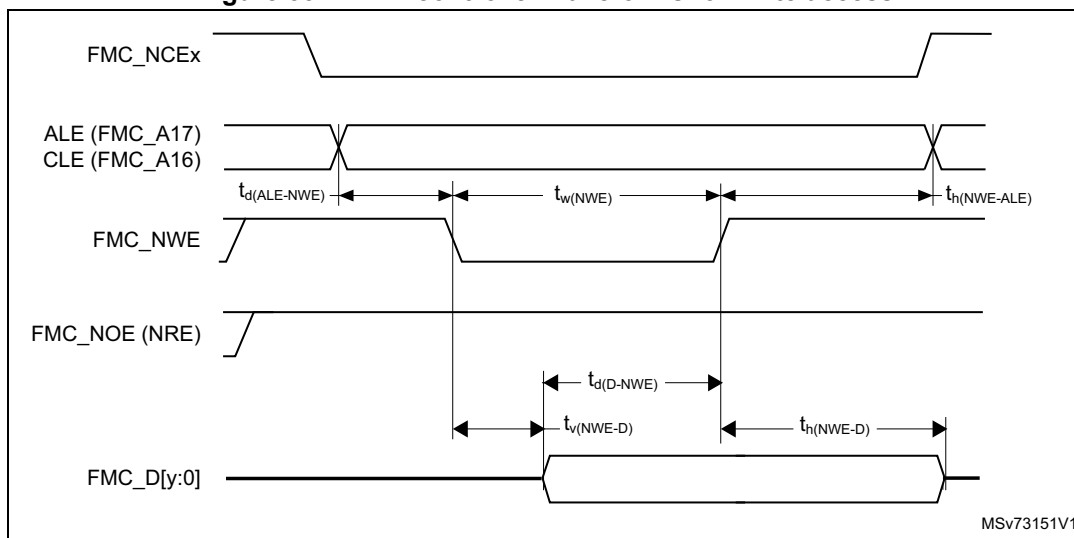 FMC_NCEx
ALE (FMC_A17)
CLE (FMC_A16)
td(ALE-NWE)
tw(NWE)
th(NWE-ALE)
FMC_NWE
FMC_NOE (NRE)
td(D-NWE)
tv(NWE-D)
th(NWE-D)
FMC_D[y:0]
MSv73151V1